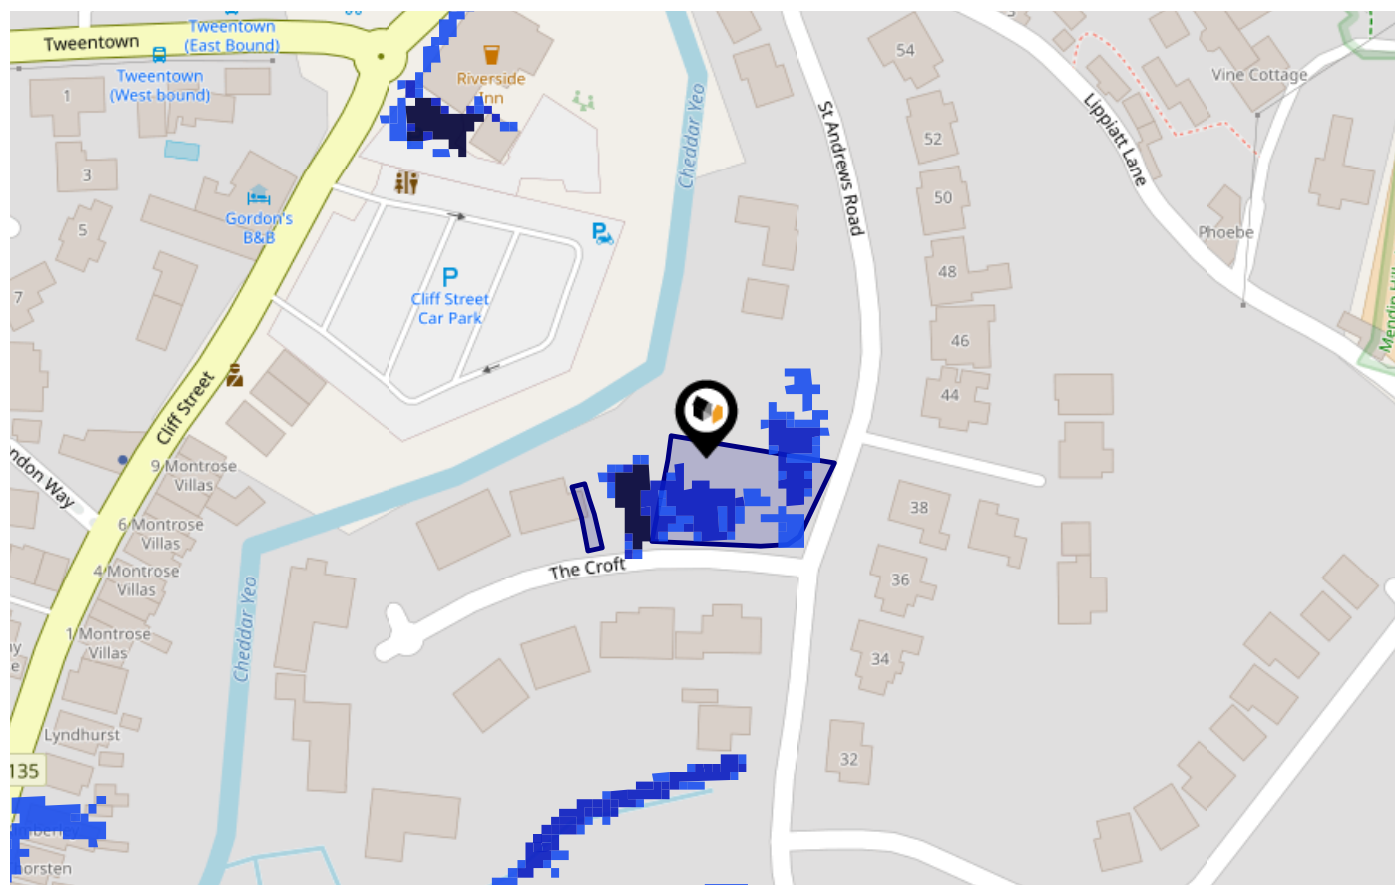 Tweentown
Tweentown
(East Bound)
Tweentown
(West bound)
1
3
5
7
Gordon's
B&B
Riverside
Inn
Cheddar Yeo
St Andrews Road
54
52
50
48
46
44
Lippiatt Lane
Vine Cottage
Phoebe
P
P
Cliff Street
Car Park
Cliff Street
9 Montrose
Villas
6 Montrose
Villas
4 Montrose
Villas
1 Montrose
Villas
ndon Way
The Croft
Cheddar Yeo
38
36
34
32
Lyndhurst
135
orsten